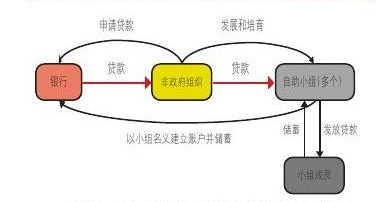 申请贷款
发展和培育
银行
贷款
非政府组织
贷款
自助小组(多个)
以小组名义建立账户并储蓄
储蓄
发放贷款
小组成员